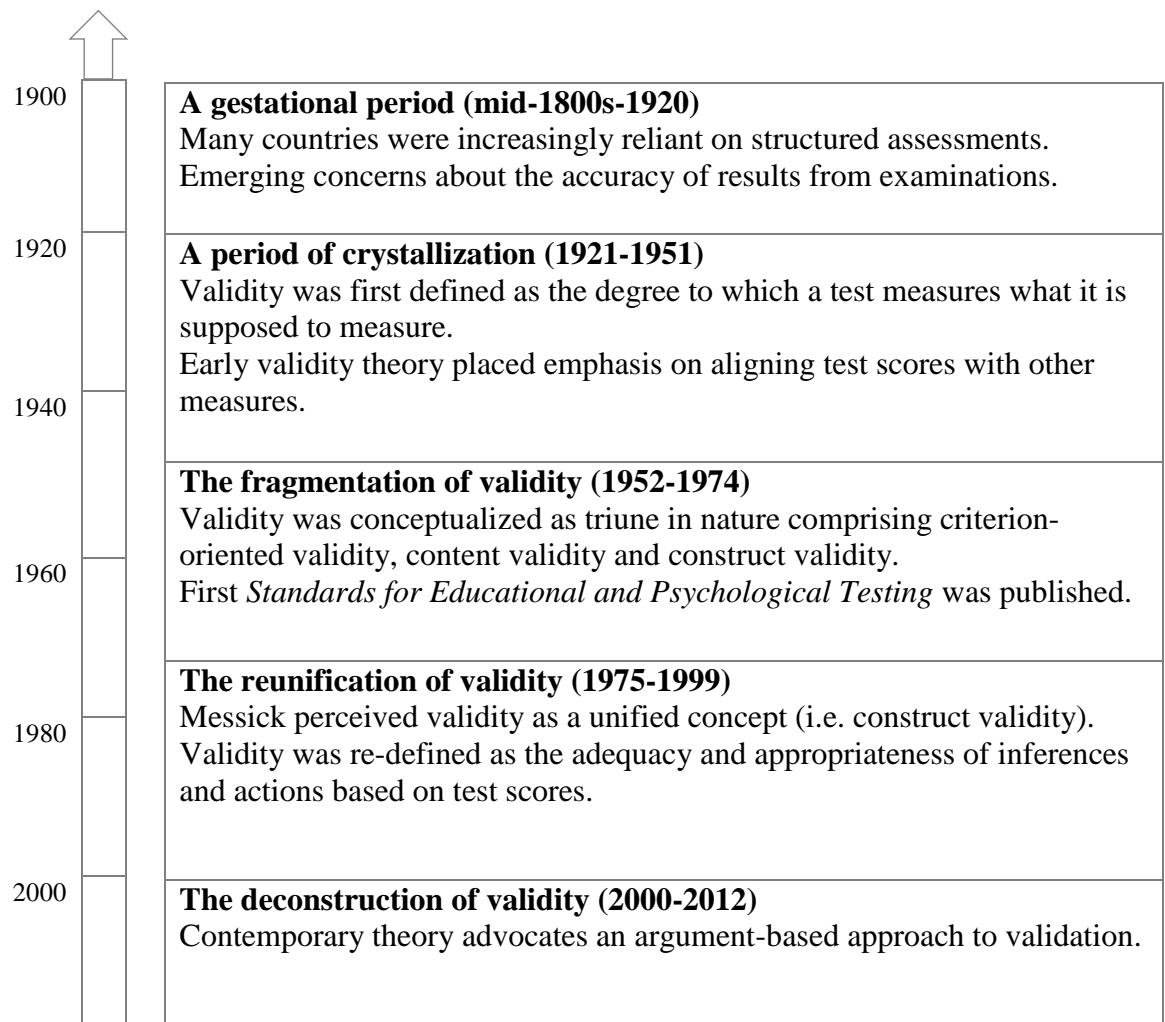 1900
A gestational period (mid-1800s-1920)
Many countries were increasingly reliant on structured assessments.
Emerging concerns about the accuracy of results from examinations.
1920
A period of crystallization (1921-1951)
Validity was first defined as the degree to which a test measures what it is
supposed to measure.
Early validity theory placed emphasis on aligning test scores with other
measures.
1940
The fragmentation of validity (1952-1974)
Validity was conceptualized as triune in nature comprising criterion-
oriented validity, content validity and construct validity.
1960
First Standards for Educational and Psychological Testing was published.
The reunification of validity (1975-1999)
Messick perceived validity as a unified concept (i.e. construct validity).
1980
Validity was re-defined as the adequacy and appropriateness of inferences
and actions based on test scores.
2000
The deconstruction of validity (2000-2012)
Contemporary theory advocates an argument-based approach to validation.